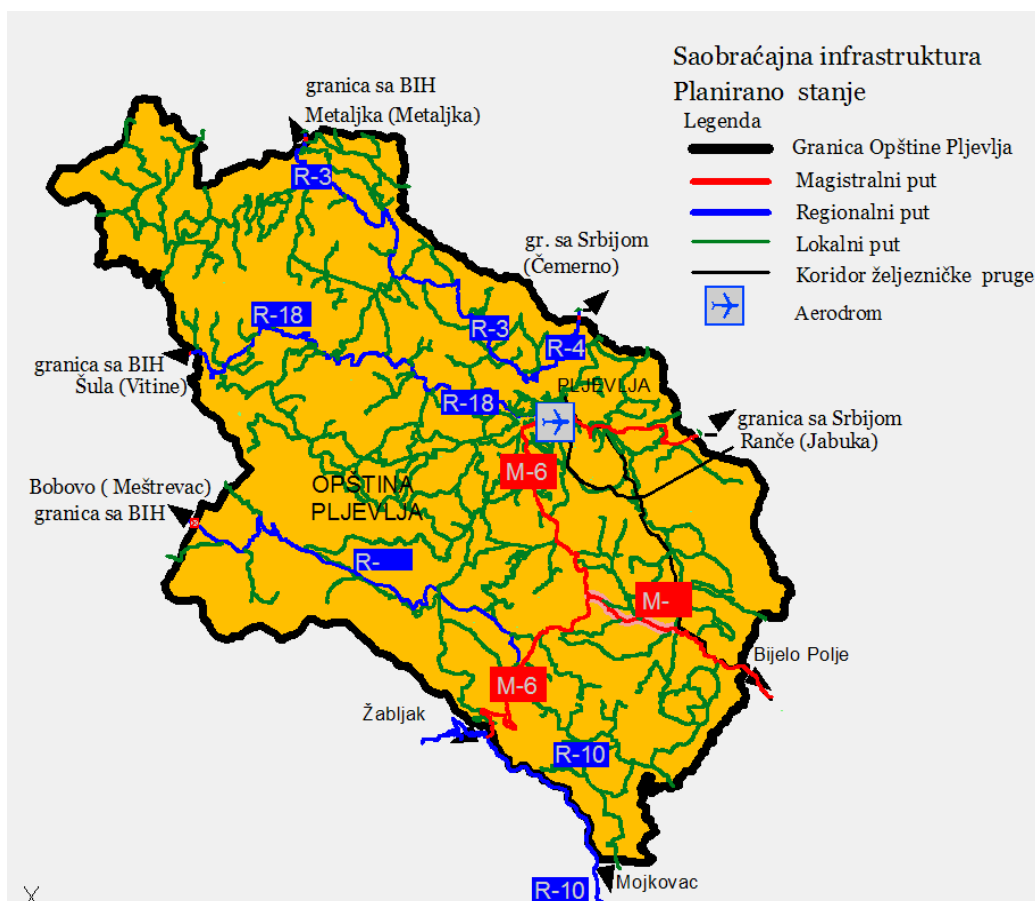 Saobraćajna infrastruktura
Planirano stanje
Legenda
Granica Opštine Pljevlja
Magistralni put
Regionalni put
Lokalni put
Koridor željezničke pruge
Aerodrom
granica sa BIH
Metaljka (Metaljka)
R-3
gr. sa Srbijom
(Čemerno)
R-18
R-3
R-4
granica sa BIH
Šula (Vitine)
PLJEVLJA
R-18
granica sa Srbijom
Ranče (Jabuka)
M-6
OPŠTINA
PLJEVLJA
Bobovo ( Meštrevac)
granica sa BIH
R-
M-
Bijelo Polje
M-6
Žabljak
R-10
Mojkovac
R-10
X